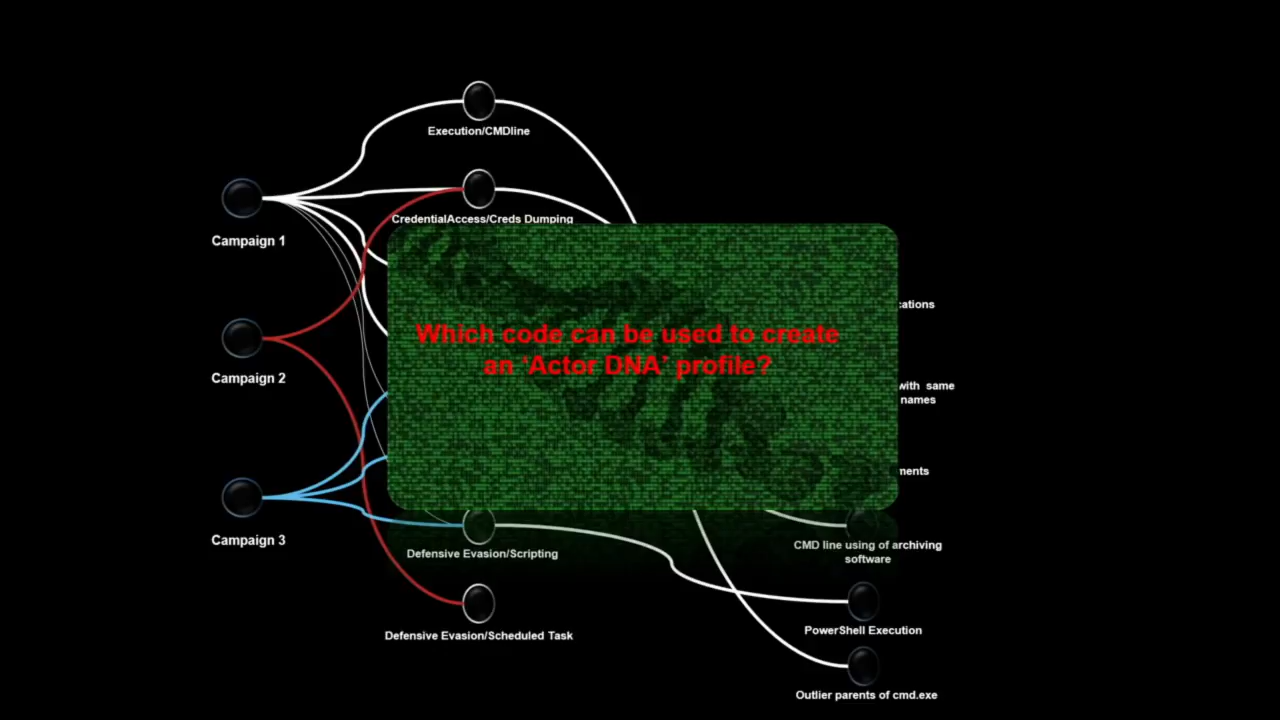 Execution/CMDline
CredentialAccess/Creds Dumping
Campaign 1
cations
Which code can be used to create
an ‘Actor DNA’ profile?
Campaign 2
with same
names
ments
Campaign 3
Defensive Evasion/Scripting
CMD line using of archiving
software
PowerShell Execution
Defensive Evasion/Scheduled Task
Outlier parents of cmd.exe